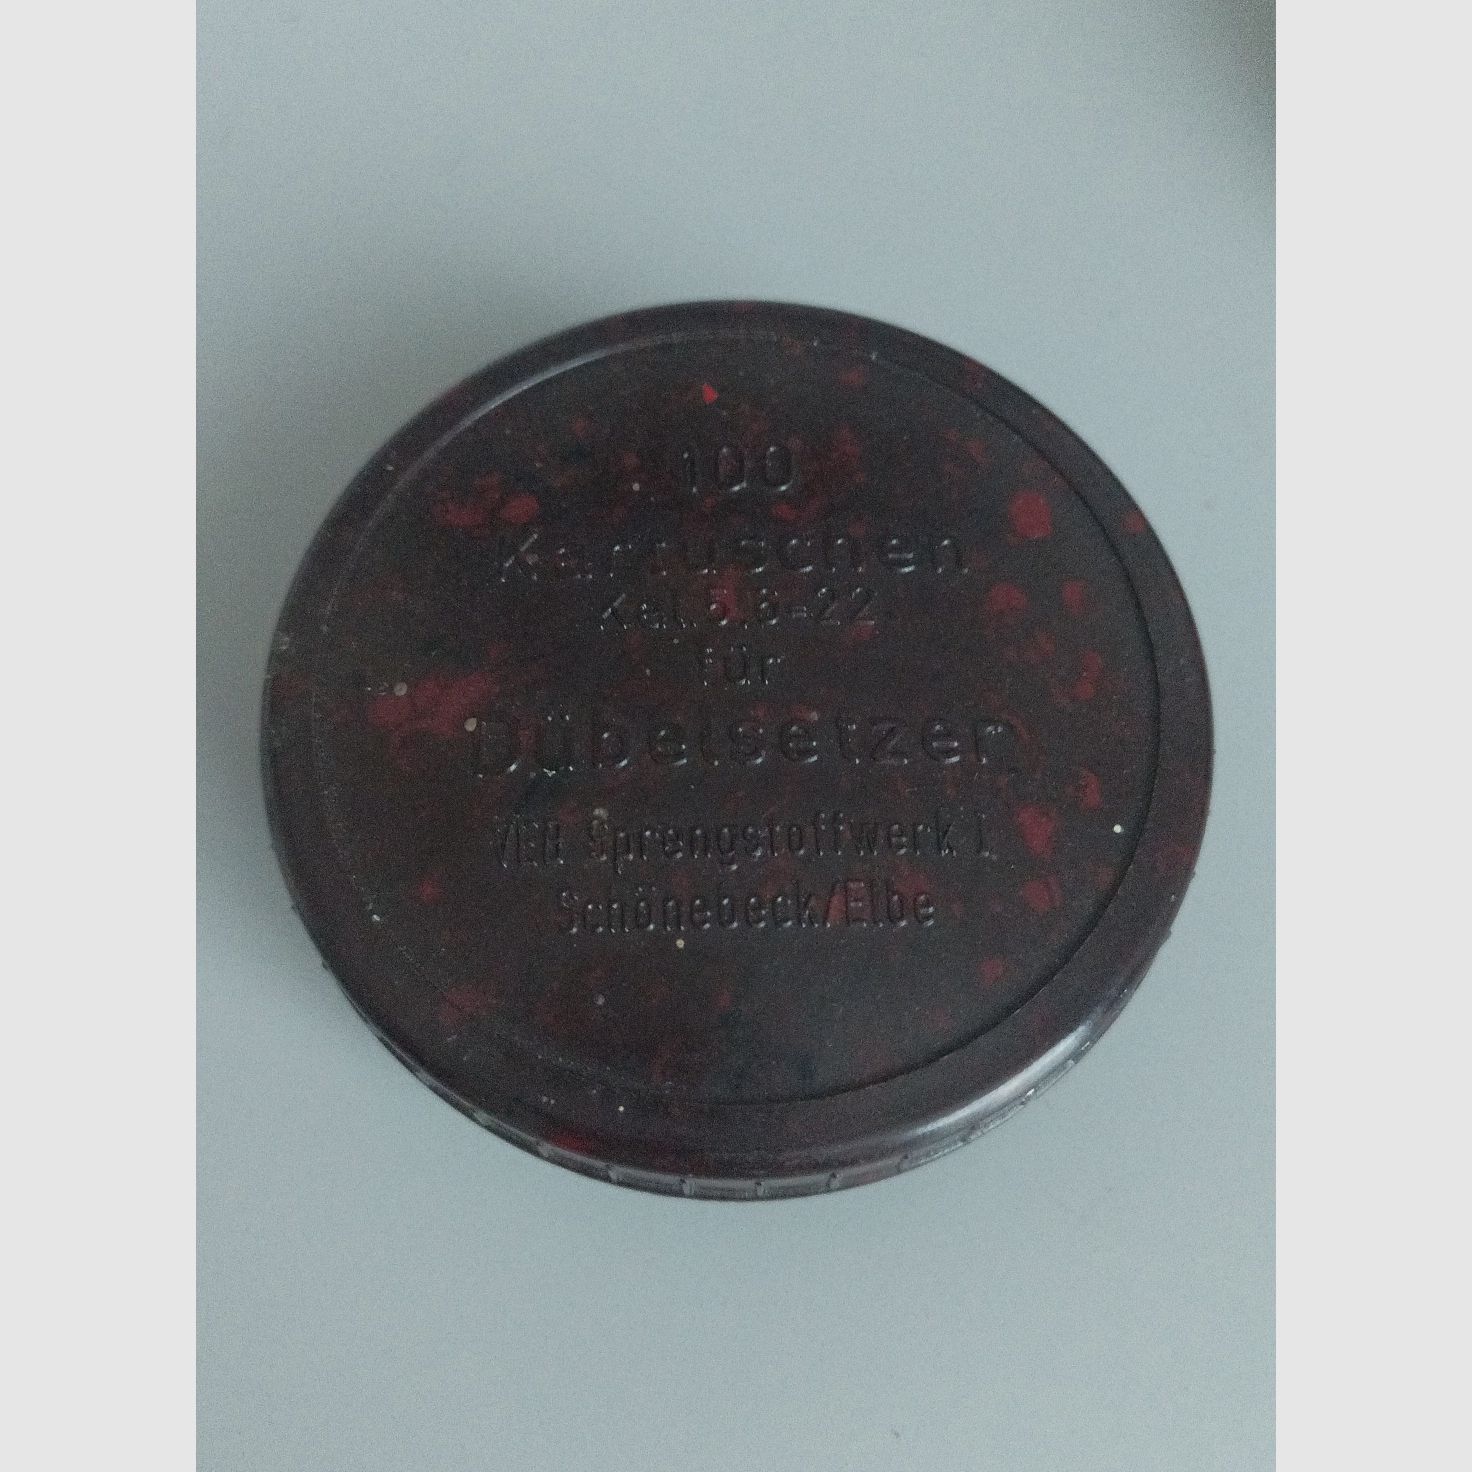 100
Kartuschen
Kal.5,6-22
für
Dübelsetzer
VEB Sprengstoffwerk I
Schönebeck/Elbe